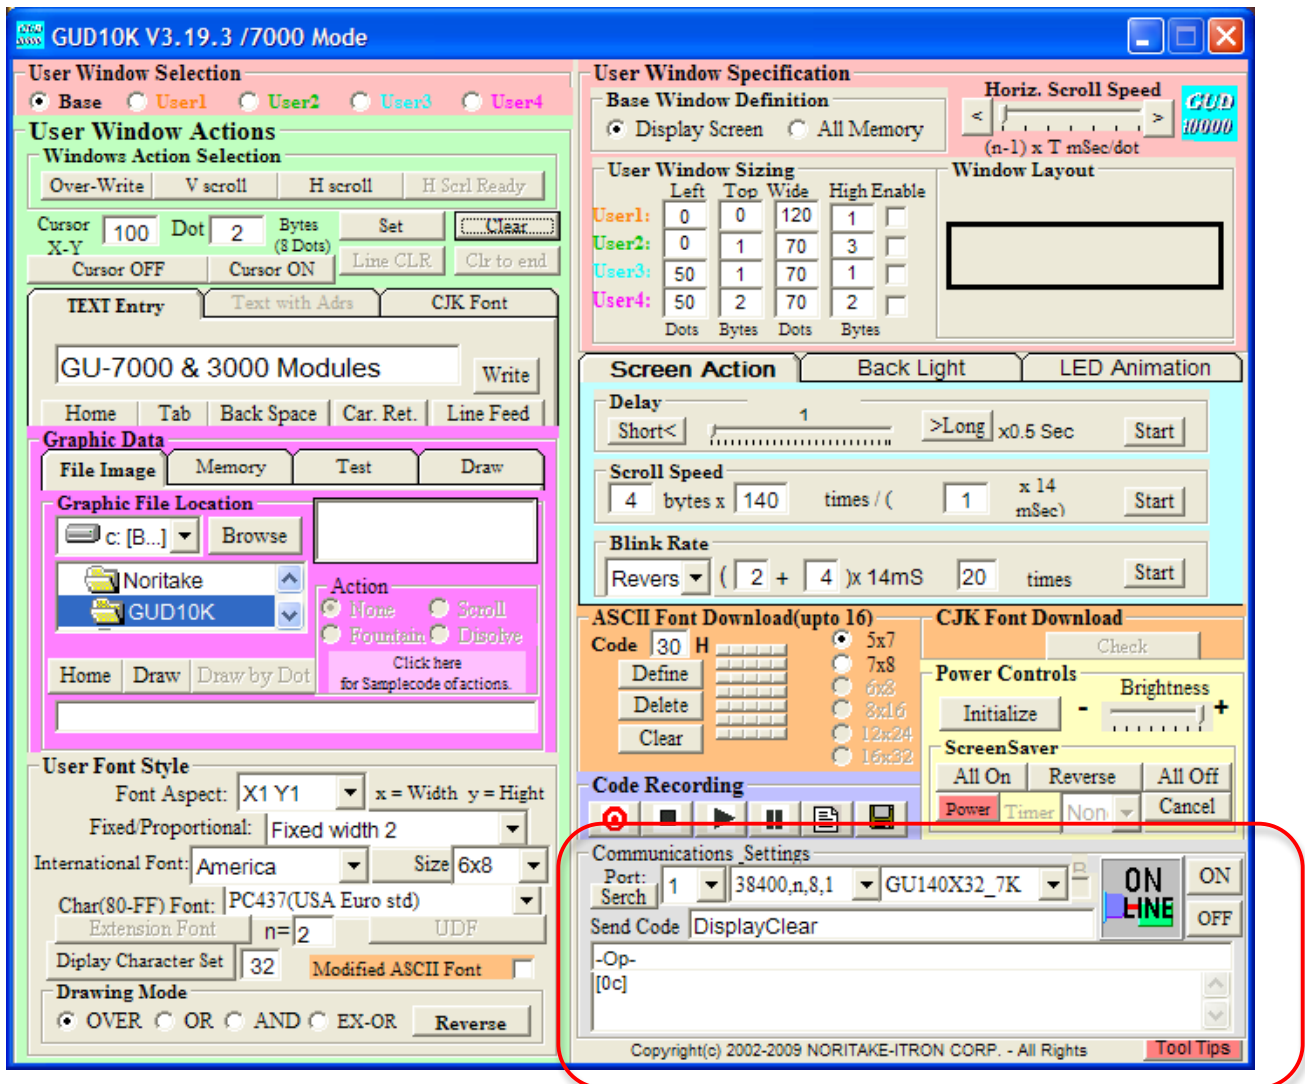 GUD10K V3.19.3 /7000 Mode
User Window Selection
Base User1 User2 User3 User4
User Window Actions
Windows Action Selection
Over-Write V scroll H scroll H Scrl Ready
Cursor X-Y 100 Dot 2 Bytes (8 Dots) Set Clear
Cursor OFF Cursor ON Line CLR Clr to end
TEXT Entry Text with Adrs CJK Font
GU-7000 & 3000 Modules Write
Home Tab Back Space Car. Ret. Line Feed
Graphic Data
File Image Memory Test Draw
Graphic File Location
c: [B...] Browse
Noritake
GUD10K
Action
None Scroll
Fountain Disolve
Click here
for Samplecode of actions.
Home Draw Draw by Dot
User Font Style
Font Aspect: X1 Y1 x = Width y = Hight
Fixed/Proportional: Fixed width 2
International Font: America Size 6x8
Char(80-FF) Font: PC437(USA Euro std)
Extension Font n= 2 UDF
Diplay Character Set 32 Modified ASCII Font
Drawing Mode
OVER OR AND EX-OR Reverse
User Window Specification
Base Window Definition
Display Screen All Memory
Horiz. Scroll Speed
< >
(n-1) x T mSec/dot
GUD
10000
User Window Sizing
Left Top Wide High Enable
User1: 0 0 120 1
User2: 0 1 70 3
User3: 50 1 70 1
User4: 50 2 70 2
Dots Bytes Dots Bytes
Window Layout
Screen Action Back Light LED Animation
Delay
Short< 1 >Long x0.5 Sec Start
Scroll Speed
4 bytes x 140 times / ( 1 x 14 mSec) Start
Blink Rate
Revers ( 2 + 4 )x 14mS 20 times Start
ASCII Font Download(upto 16)
Code 30 H
Define
Delete
Clear
5x7
7x8
6x8
8x16
12x24
16x32
CJK Font Download
Check
Power Controls
Initialize Brightness - +
ScreenSaver
All On Reverse All Off
Power Timer Non Cancel
Code Recording
Communications _Settings
Port: Serch 1 38400,n,8,1 GU140X32_7K R
ON LINE ON OFF
Send Code DisplayClear
-Op-
[0c]
Copyright(c) 2002-2009 NORITAKE-ITRON CORP. - All Rights Tool Tips